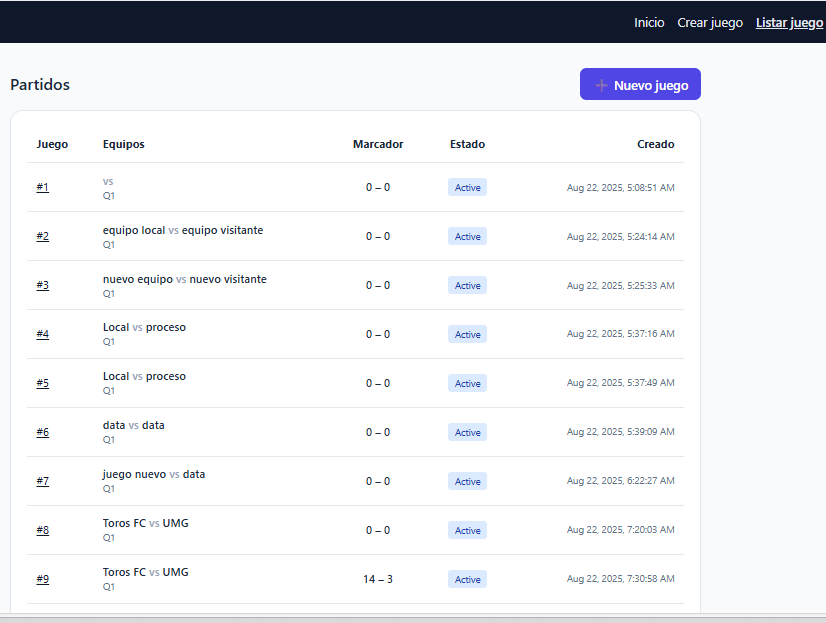 Inicio Crear juego Listar juego
Partidos
+ Nuevo juego
Juego Equipos Marcador Estado Creado
#1 vs 0 – 0 Active Aug 22, 2025, 5:08:51 AM
Q1
#2 equipo local vs equipo visitante 0 – 0 Active Aug 22, 2025, 5:24:14 AM
Q1
#3 nuevo equipo vs nuevo visitante 0 – 0 Active Aug 22, 2025, 5:25:33 AM
Q1
#4 Local vs proceso 0 – 0 Active Aug 22, 2025, 5:37:16 AM
Q1
#5 Local vs proceso 0 – 0 Active Aug 22, 2025, 5:37:49 AM
Q1
#6 data vs data 0 – 0 Active Aug 22, 2025, 5:39:09 AM
Q1
#7 juego nuevo vs data 0 – 0 Active Aug 22, 2025, 6:22:27 AM
Q1
#8 Toros FC vs UMG 0 – 0 Active Aug 22, 2025, 7:20:03 AM
Q1
#9 Toros FC vs UMG 14 – 3 Active Aug 22, 2025, 7:30:58 AM
Q1